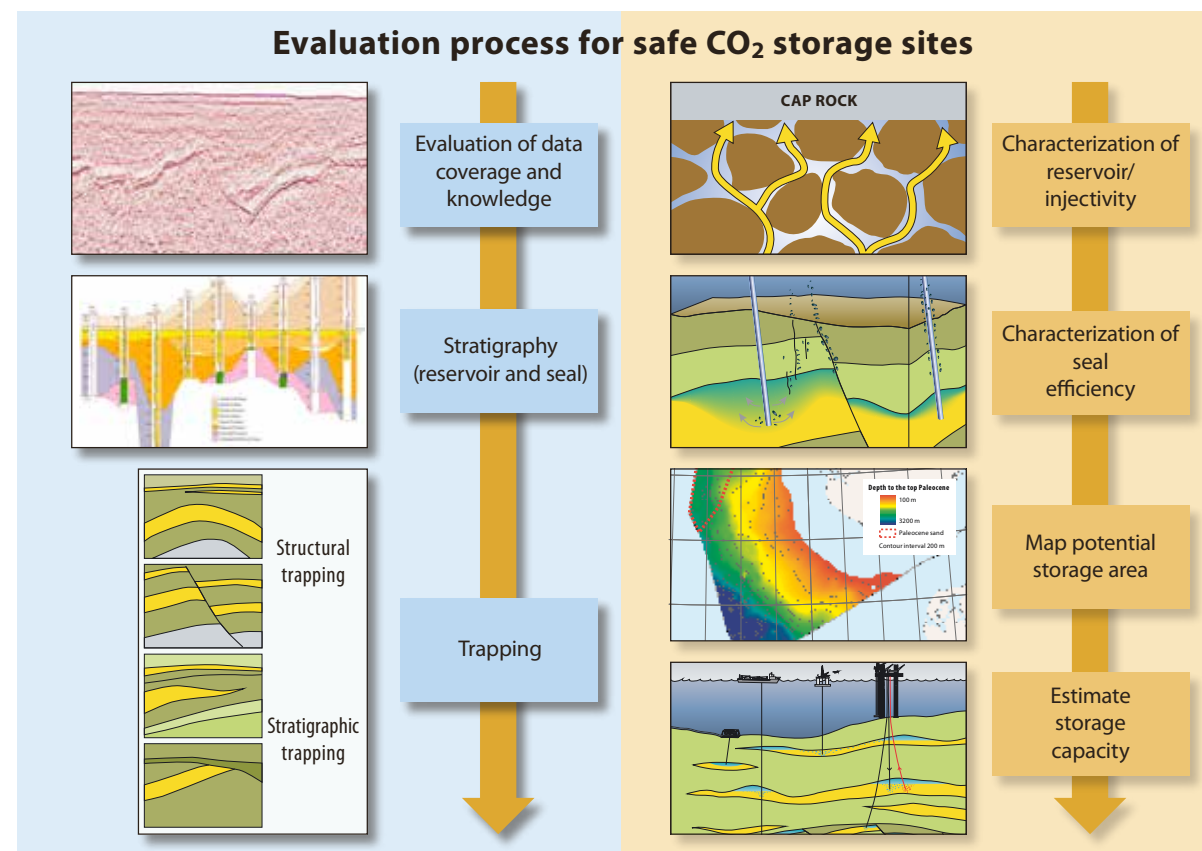 Evaluation process for safe CO₂ storage sites
Evaluation of data
coverage and
knowledge
Stratigraphy
(reservoir and seal)
Structural
trapping
Stratigraphic
trapping
Trapping
CAP ROCK
Characterization of
reservoir/
injectivity
Characterization of
seal
efficiency
Depth to the top Paleocene
100 m
3200 m
Paleocene sand
Contour interval 200 m
Map potential
storage area
Estimate
storage
capacity